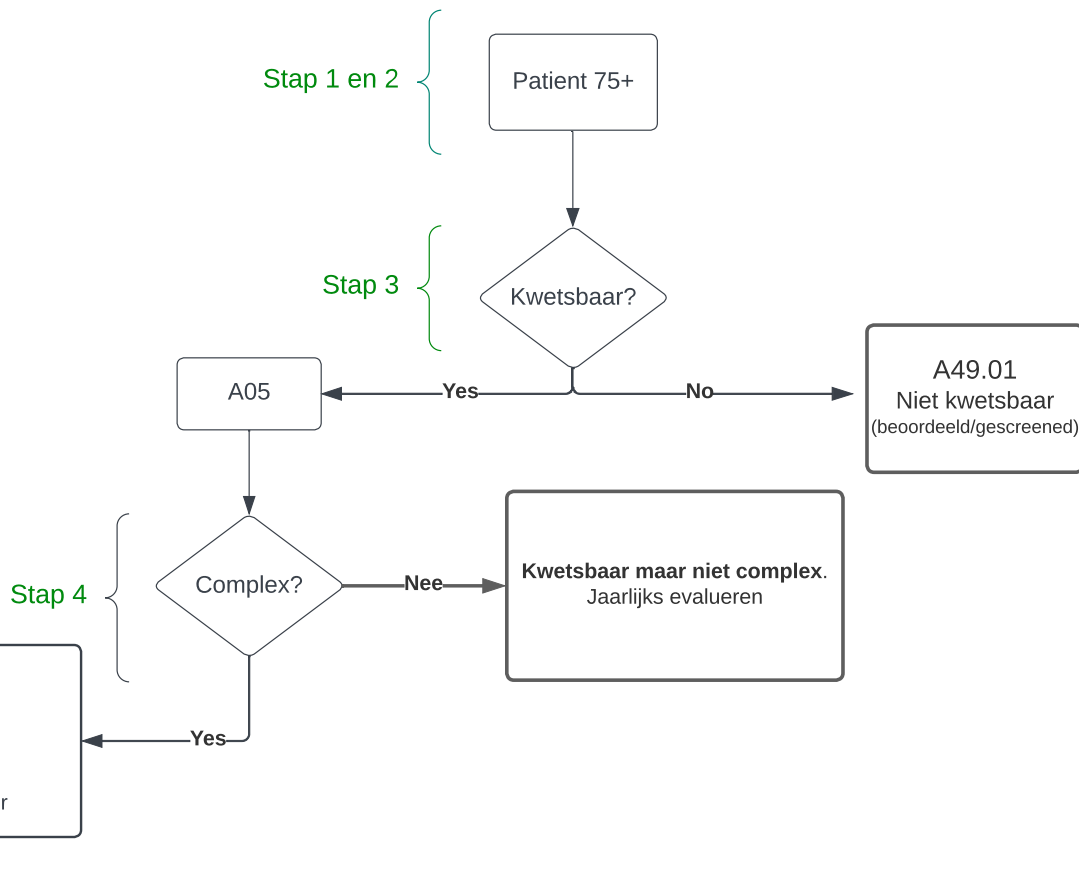 Stap 1 en 2
Patient 75+
Stap 3
Kwetsbaar?
A05
Yes
No
A49.01
Niet kwetsbaar
(beoordeeld/gescreened)
Stap 4
Complex?
Nee
Kwetsbaar maar niet complex.
Jaarlijks evalueren
Yes
r